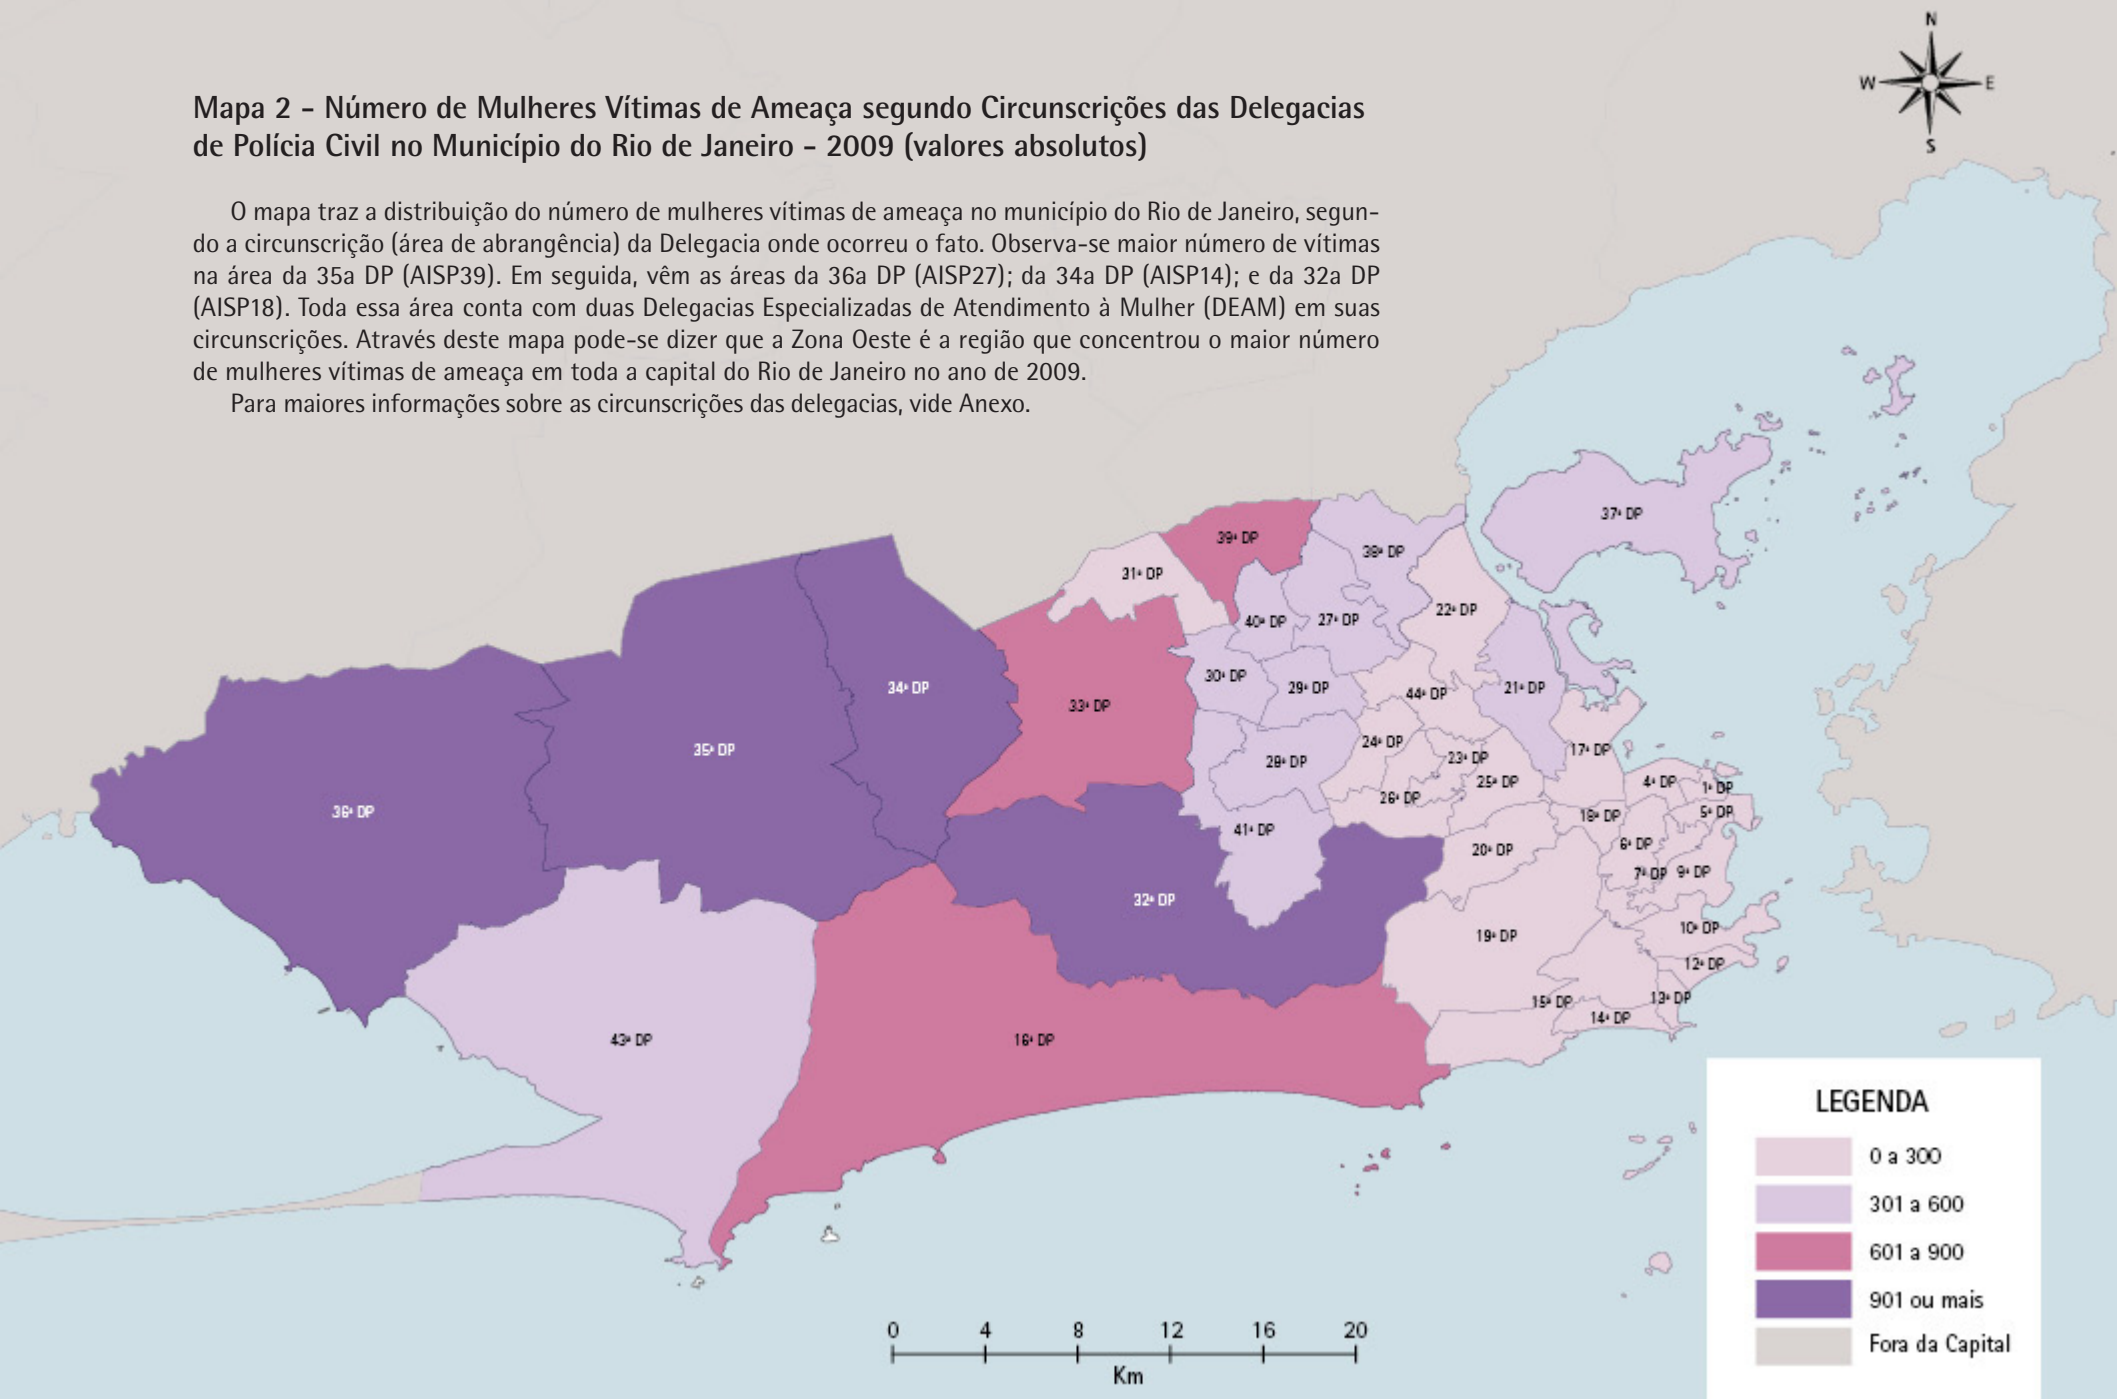 N
W E
S
Mapa 2 - Número de Mulheres Vítimas de Ameaça segundo Circunscrições das Delegacias
de Polícia Civil no Município do Rio de Janeiro - 2009 (valores absolutos)
O mapa traz a distribuição do número de mulheres vítimas de ameaça no município do Rio de Janeiro, segun-
do a circunscrição (área de abrangência) da Delegacia onde ocorreu o fato. Observa-se maior número de vítimas
na área da 35a DP (AISP39). Em seguida, vêm as áreas da 36a DP (AISP27); da 34a DP (AISP14); e da 32a DP
(AISP18). Toda essa área conta com duas Delegacias Especializadas de Atendimento à Mulher (DEAM) em suas
circunscrições. Através deste mapa pode-se dizer que a Zona Oeste é a região que concentrou o maior número
de mulheres vítimas de ameaça em toda a capital do Rio de Janeiro no ano de 2009.
Para maiores informações sobre as circunscrições das delegacias, vide Anexo.
37ª DP
39ª DP
38ª DP
31ª DP
22ª DP
40ª DP
27ª DP
30ª DP
29ª DP
34ª DP
44ª DP
21ª DP
33ª DP
24ª DP
35ª DP
17ª DP
23ª DP
28ª DP
25ª DP
4ª DP
1ª DP
26ª DP
36ª DP
5ª DP
18ª DP
41ª DP
6ª DP
20ª DP
7ª DP
9ª DP
32ª DP
10ª DP
19ª DP
12ª DP
13ª DP
15ª DP
14ª DP
43ª DP
16ª DP
LEGENDA
0 a 300
301 a 600
601 a 900
901 ou mais
Fora da Capital
0 4 8 12 16 20
Km